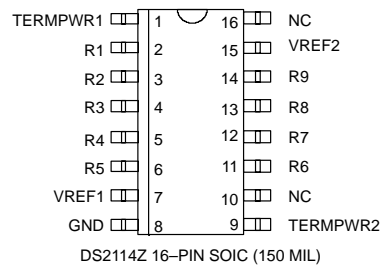 TERMPWR1 1 16 NC
R1 2 15 VREF2
R2 3 14 R9
R3 4 13 R8
R4 5 12 R7
R5 6 11 R6
VREF1 7 10 NC
GND 8 9 TERMPWR2
DS2114Z 16–PIN SOIC (150 MIL)